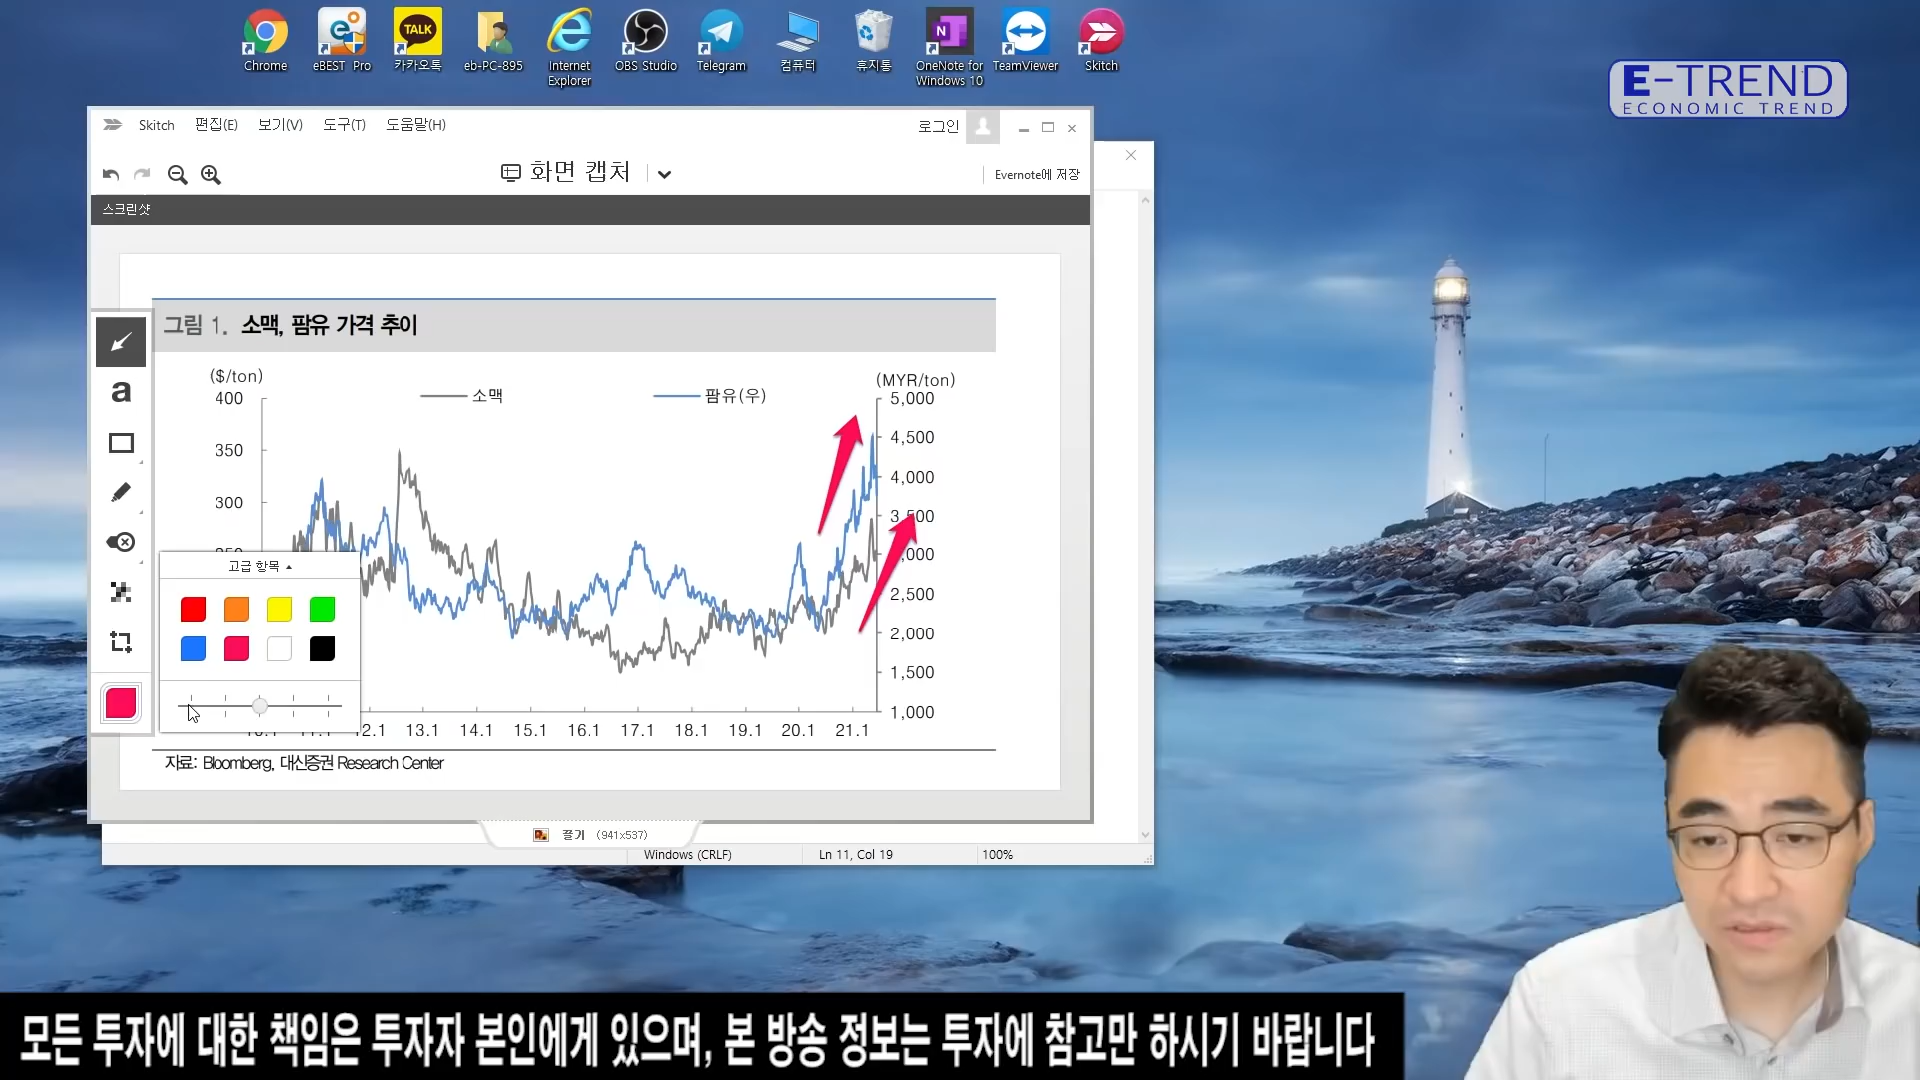 Chrome
eBEST Pro
TALK
카카오톡
eb-PC-895
Internet
Explorer
OBS Studio
Telegram
컴퓨터
휴지통
N
OneNote for
Windows 10
TeamViewer
Skitch
E-TREND
ECONOMIC TREND
Skitch 편집(E) 보기(V) 도구(T) 도움말(H)
로그인
화면 캡처
Evernote에 저장
스크린샷
그림 1. 소맥, 팜유 가격 추이
($/ton)
(MYR/ton)
소맥
팜유(우)
400
350
300
5,000
4,500
4,000
3,500
2,500
2,000
1,500
1,000
a
고급 항목
13.1 14.1 15.1 16.1 17.1 18.1 19.1 20.1 21.1
자료: Bloomberg, 대신증권 Research Center
끌기 (941x537)
Windows (CRLF)
Ln 11, Col 19
100%
모든 투자에 대한 책임은 투자자 본인에게 있으며, 본 방송 정보는 투자에 참고만 하시기 바랍니다